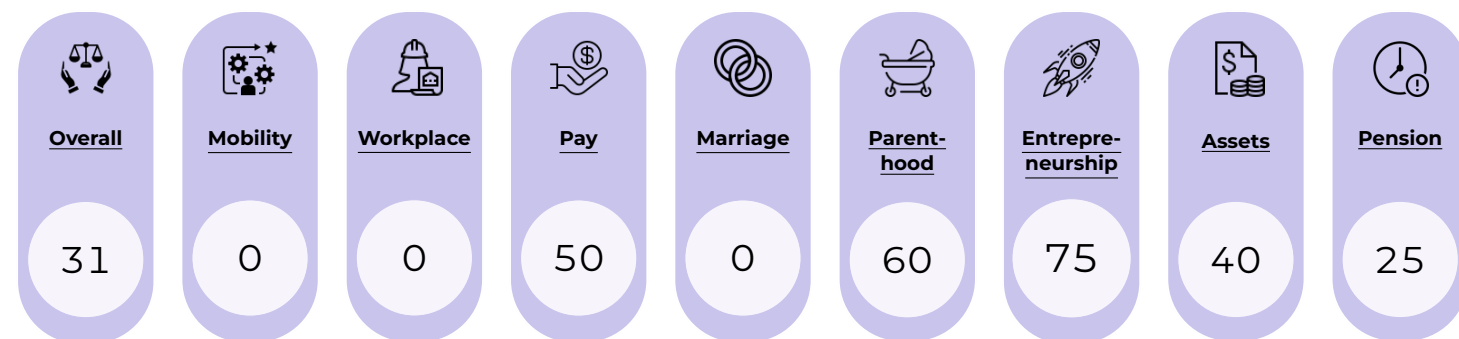 Overall
Mobility
Workplace
Pay
Marriage
Parent-
hood
Entrepre-
neurship
Assets
Pension
31
0
0
50
0
60
75
40
25